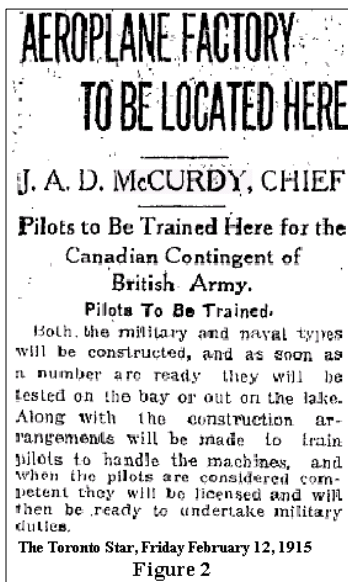 AEROPLANE FACTORY
TO BE LOCATED HERE
J. A. D. McCURDY, CHIEF
Pilots to Be Trained Here for the
Canadian Contingent of
British Army.
Pilots To Be Trained.
Both the military and naval types
will be constructed, and as soon as
a number are ready they will be
tested on the bay or out on the lake.
Along with the construction ar-
rangements will be made to train
pilots to handle the machines, and
when the pilots are considered com-
petent they will be licensed and will
then be ready to undertake military
duties.
The Toronto Star, Friday February 12, 1915
Figure 2